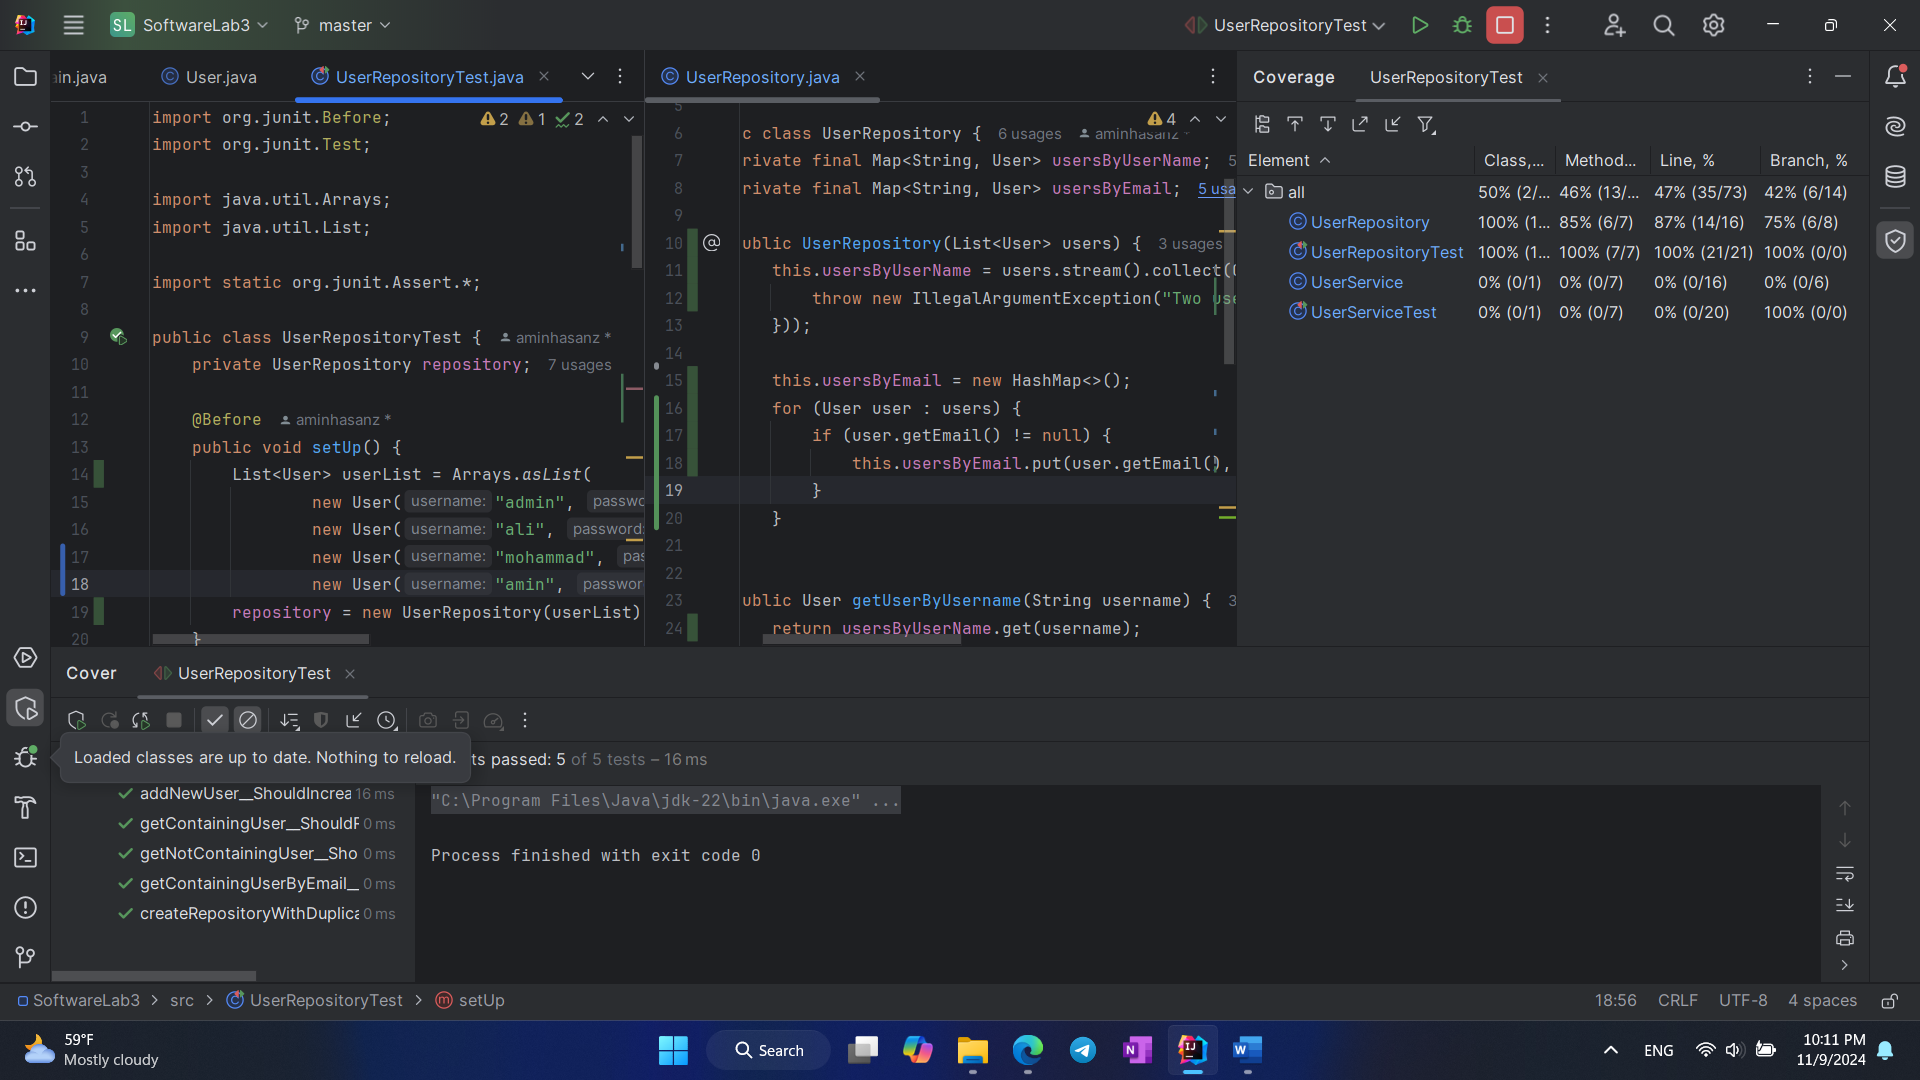 SL SoftwareLab3 master UserRepositoryTest
in.java User.java UserRepositoryTest.java
1 import org.junit.Before; 2 1 2
2 import org.junit.Test;
3
4 import java.util.Arrays;
5 import java.util.List;
6
7 import static org.junit.Assert.*;
8
9 public class UserRepositoryTest { aminhasanz *
10 private UserRepository repository; 7 usages
11
12 @Before aminhasanz *
13 public void setUp() {
14 List<User> userList = Arrays.asList(
15 new User( username: "admin", passwo
16 new User( username: "ali", password:
17 new User( username: "mohammad", pas
18 new User( username: "amin", passwor
19 repository = new UserRepository(userList)
20 }
UserRepository.java
5
6 c class UserRepository { 6 usages aminhasanz 4
7 rivate final Map<String, User> usersByUserName; 5
8 rivate final Map<String, User> usersByEmail; 5 usa
9
10 @ ublic UserRepository(List<User> users) { 3 usages
11 this.usersByUserName = users.stream().collect(
12 throw new IllegalArgumentException("Two use
13 }));
14
15 this.usersByEmail = new HashMap<>();
16 for (User user : users) {
17 if (user.getEmail() != null) {
18 this.usersByEmail.put(user.getEmail(),
19 }
20 }
21
22
23 ublic User getUserByUsername(String username) { 3
24 return usersByUserName.get(username);
Coverage UserRepositoryTest
Element Class,... Method... Line, % Branch, %
all 50% (2/... 46% (13/... 47% (35/73) 42% (6/14)
UserRepository 100% (1... 85% (6/7) 87% (14/16) 75% (6/8)
UserRepositoryTest 100% (1... 100% (7/7) 100% (21/21) 100% (0/0)
UserService 0% (0/1) 0% (0/7) 0% (0/16) 0% (0/6)
UserServiceTest 0% (0/1) 0% (0/7) 0% (0/20) 100% (0/0)
Cover UserRepositoryTest
Loaded classes are up to date. Nothing to reload.
ts passed: 5 of 5 tests – 16 ms
addNewUser__ShouldIncrea 16 ms
getContainingUser__ShouldR 0 ms
getNotContainingUser__Sho 0 ms
getContainingUserByEmail__ 0 ms
createRepositoryWithDuplica 0 ms
"C:\Program Files\Java\jdk-22\bin\java.exe" ...
Process finished with exit code 0
SoftwareLab3 > src > UserRepositoryTest > setUp
18:56 CRLF UTF-8 4 spaces
59°F
Mostly cloudy
Search
ENG
10:11 PM
11/9/2024